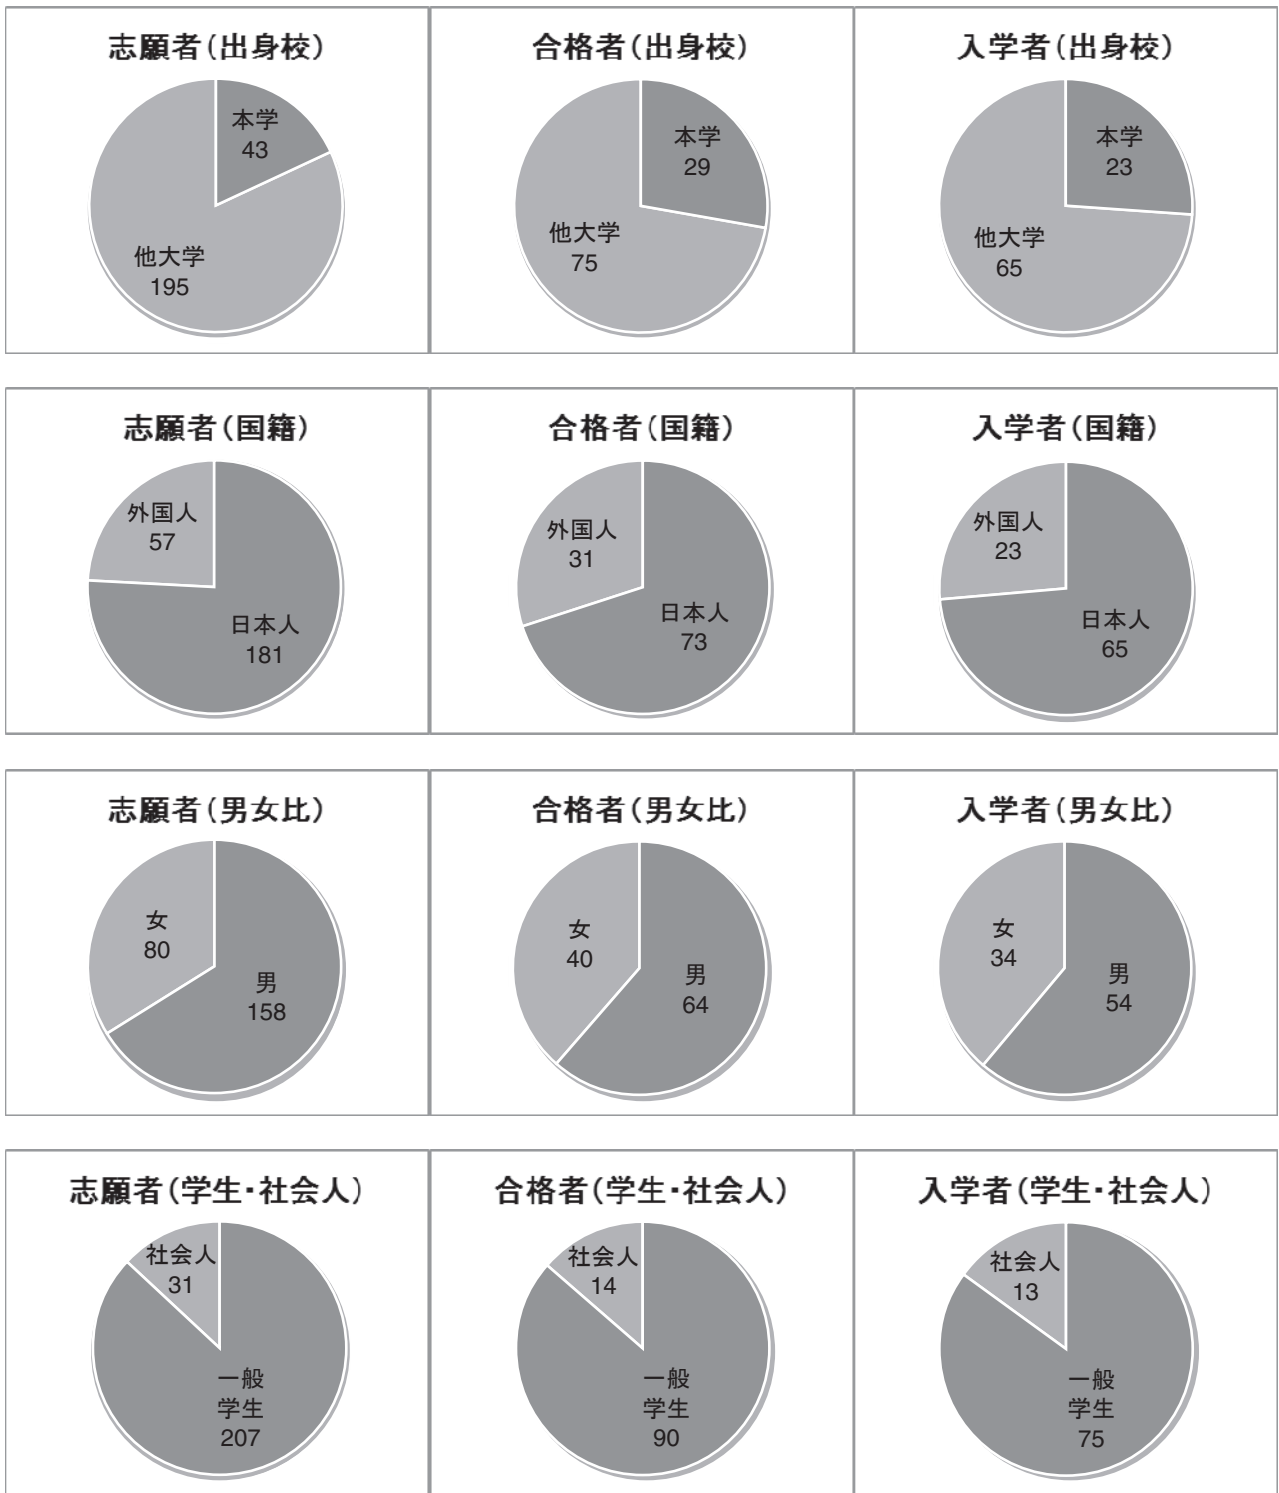 志願者(出身校)
本学
43
他大学
195
合格者(出身校)
本学
29
他大学
75
入学者(出身校)
本学
23
他大学
65
志願者(国籍)
外国人
57
日本人
181
合格者(国籍)
外国人
31
日本人
73
入学者(国籍)
外国人
23
日本人
65
志願者(男女比)
女
80
男
158
合格者(男女比)
女
40
男
64
入学者(男女比)
女
34
男
54
志願者(学生・社会人)
社会人
31
一般
学生
207
合格者(学生・社会人)
社会人
14
一般
学生
90
入学者(学生・社会人)
社会人
13
一般
学生
75